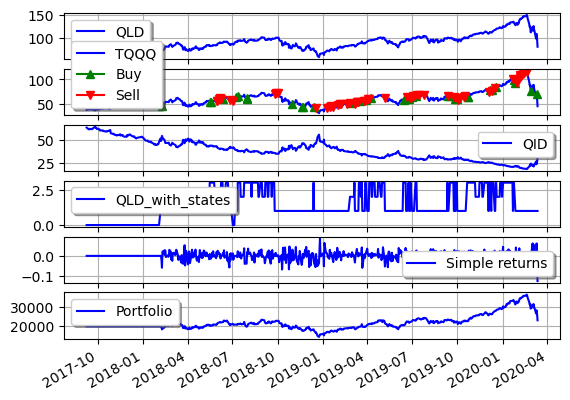 150
100
QLD
TQQQ
Buy
Sell
100
50
50
25
QID
2.5
0.0
QLD_with_states
0.0
−0.1
Simple returns
30000
20000
Portfolio
2017-10
2018-01
2018-04
2018-07
2018-10
2019-01
2019-04
2019-07
2019-10
2020-01
2020-04